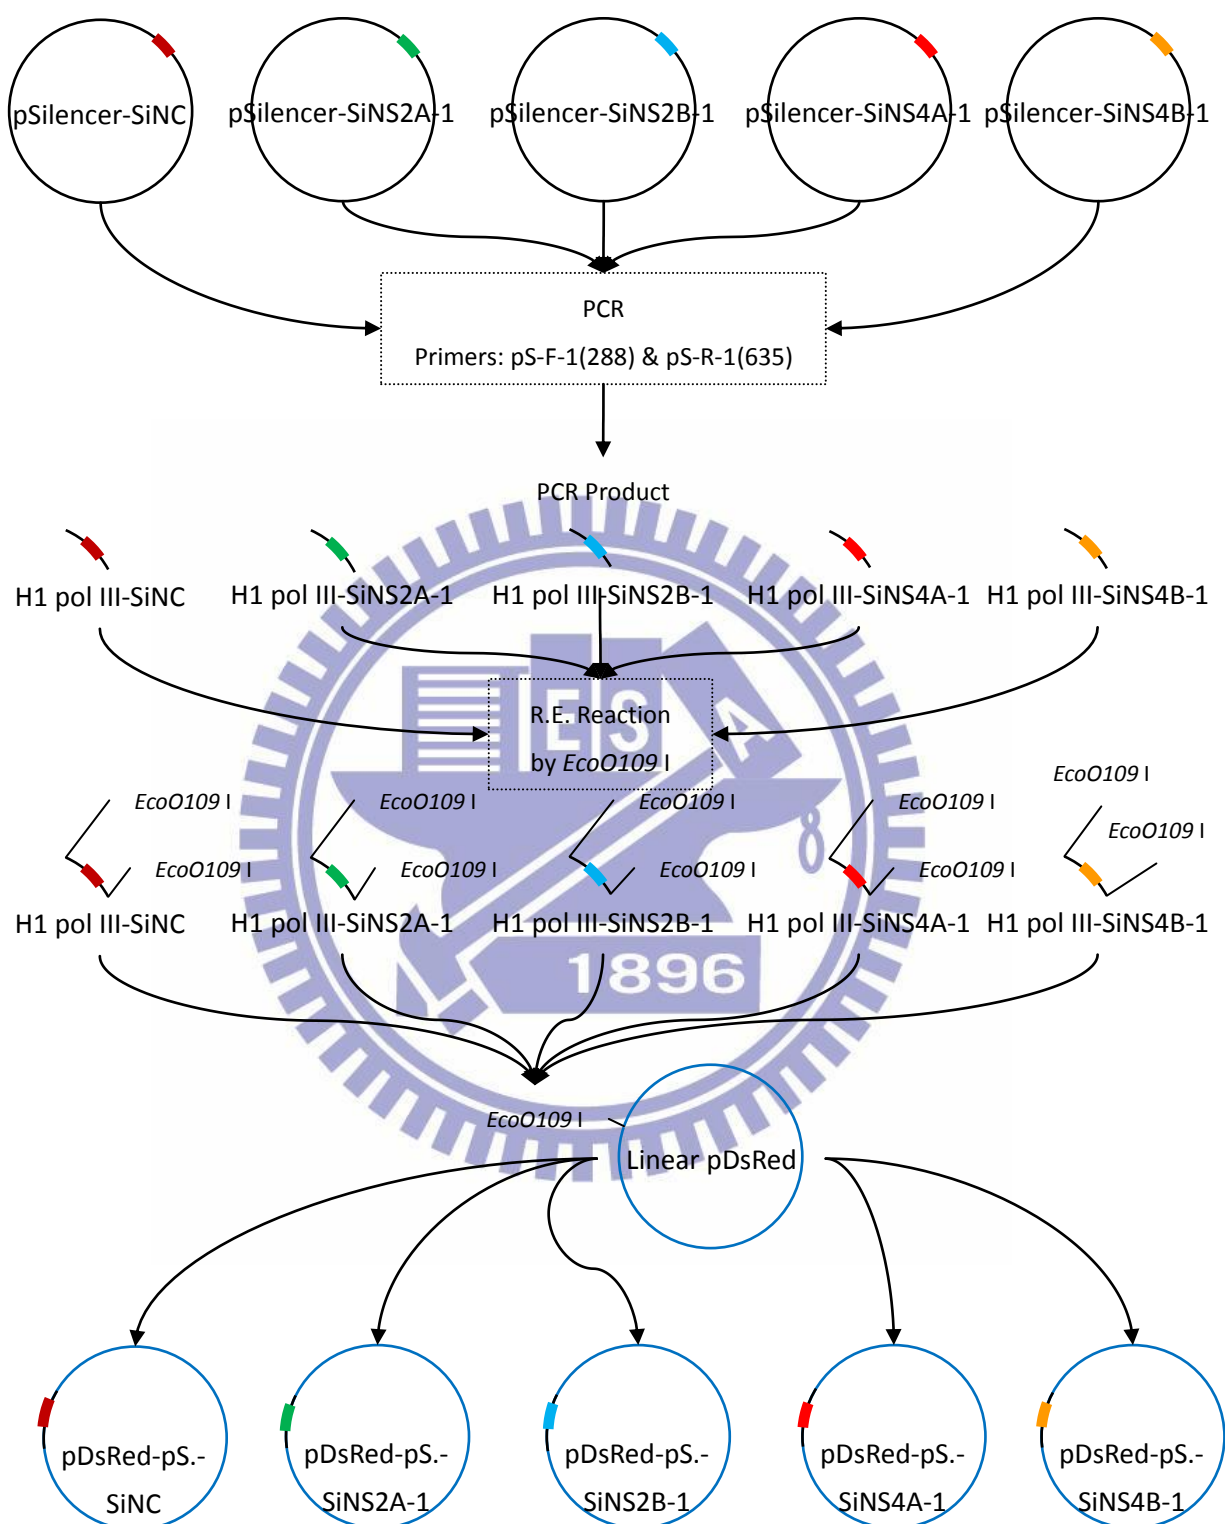 pSilencer-SiNC
pSilencer-SiNS2A-1
pSilencer-SiNS2B-1
pSilencer-SiNS4A-1
pSilencer-SiNS4B-1
PCR
Primers: pS-F-1(288) & pS-R-1(635)
PCR Product
H1 pol III-SiNC
H1 pol III-SiNS2A-1
H1 pol III-SiNS2B-1
H1 pol III-SiNS4A-1
H1 pol III-SiNS4B-1
E S A
R.E. Reaction
by EcoO109 I
EcoO109 I
EcoO109 I
EcoO109 I
EcoO109 I
EcoO109 I
EcoO109 I
EcoO109 I
EcoO109 I
EcoO109 I
EcoO109 I
H1 pol III-SiNC
H1 pol III-SiNS2A-1
H1 pol III-SiNS2B-1
H1 pol III-SiNS4A-1
H1 pol III-SiNS4B-1
1896
EcoO109 I
Linear pDsRed
pDsRed-pS.-
SiNC
pDsRed-pS.-
SiNS2A-1
pDsRed-pS.-
SiNS2B-1
pDsRed-pS.-
SiNS4A-1
pDsRed-pS.-
SiNS4B-1